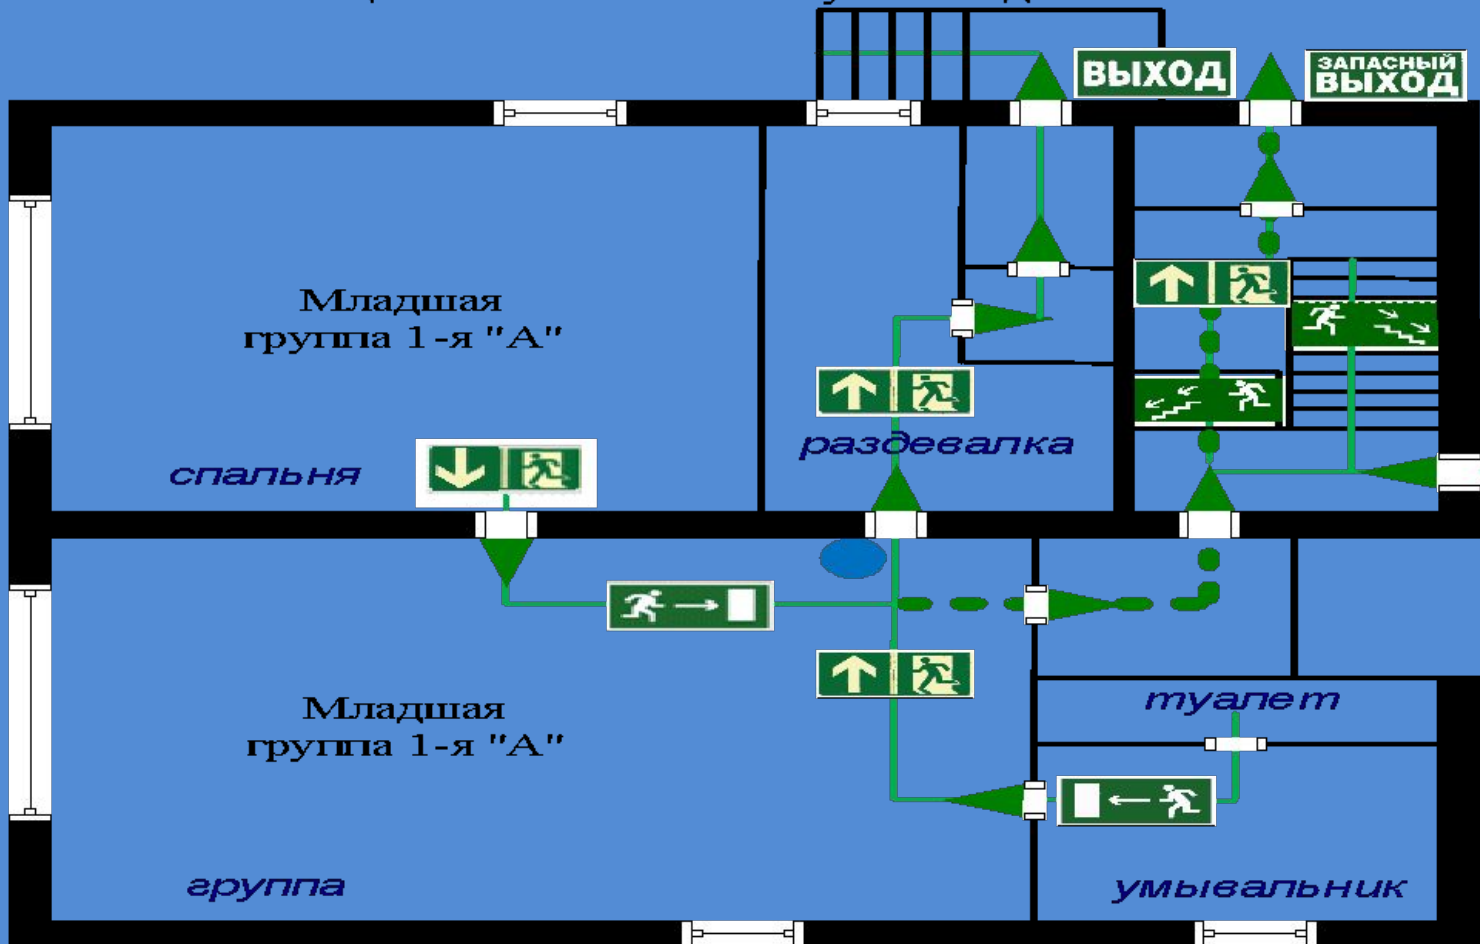 ВЫХОД
ЗАПАСНЫЙ
ВЫХОД
Младшая
группа 1-я "А"
спальня
раздевалка
Младшая
группа 1-я "А"
туалет
группа
умывальник